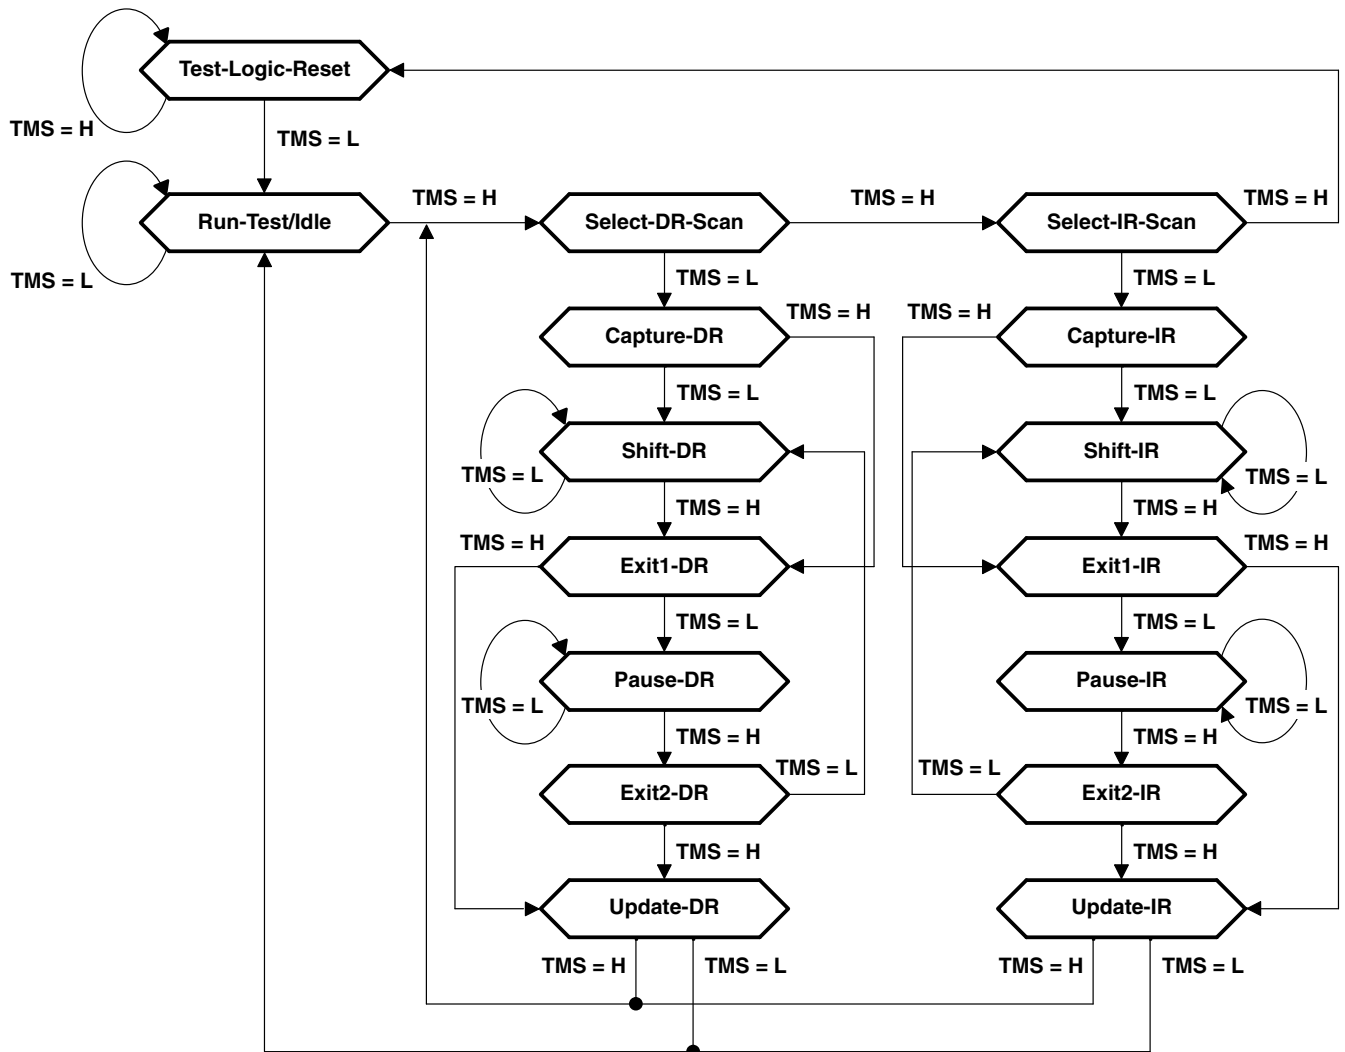 Test-Logic-Reset
TMS = H
TMS = L
TMS = H
TMS = H
TMS = H
Run-Test/Idle
Select-DR-Scan
Select-IR-Scan
TMS = L
TMS = L
TMS = L
TMS = H
TMS = H
Capture-DR
Capture-IR
TMS = L
TMS = L
Shift-DR
Shift-IR
TMS = L
TMS = L
TMS = H
TMS = H
TMS = H
TMS = H
Exit1-DR
Exit1-IR
TMS = L
TMS = L
Pause-DR
Pause-IR
TMS = L
TMS = L
TMS = H
TMS = H
TMS = L
TMS = L
Exit2-DR
Exit2-IR
TMS = H
TMS = H
Update-DR
Update-IR
TMS = H
TMS = L
TMS = H
TMS = L